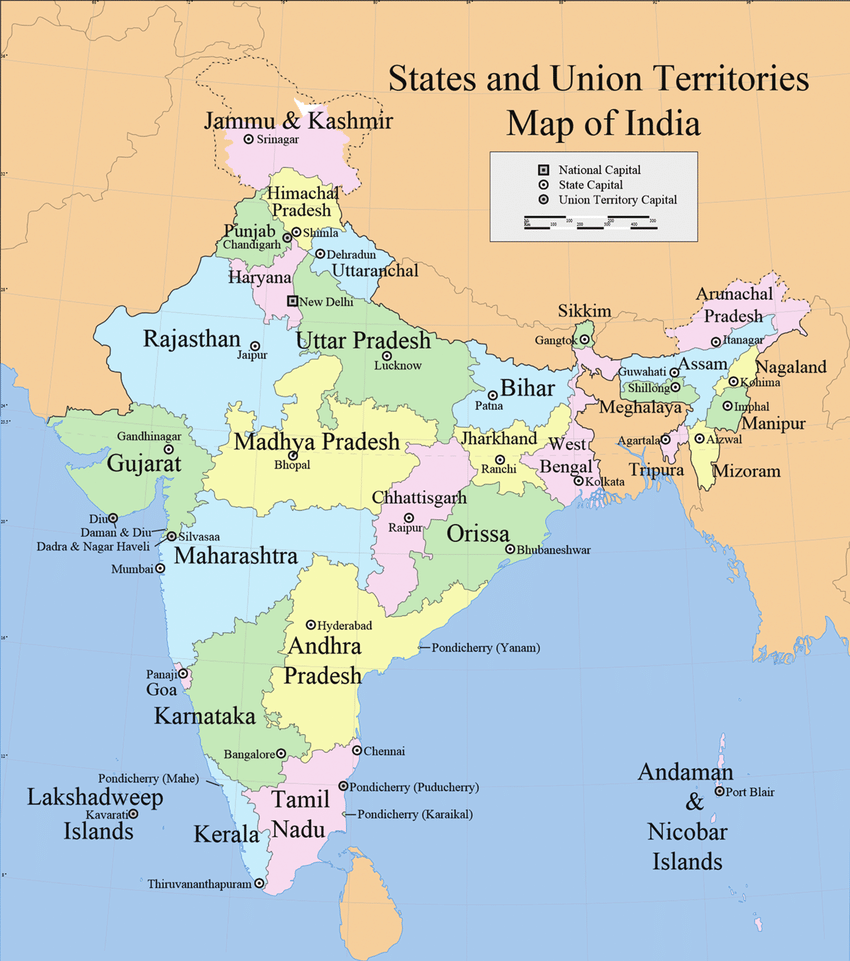 States and Union Territories
Map of India
National Capital
State Capital
Union Territory Capital
Jammu & Kashmir
Srinagar
Himachal
Pradesh
Punjab
Shimla
Chandigarh
Dehradun
Uttaranchal
Haryana
New Delhi
Arunachal
Pradesh
Sikkim
Rajasthan
Uttar Pradesh
Gangtok
Itanagar
Jaipur
Lucknow
Assam
Nagaland
Guwahati
Kohima
Shillong
Bihar
Patna
Meghalaya
Imphal
Manipur
Gandhinagar
Madhya Pradesh
Jharkhand
West
Bengal
Agartala
Aizwal
Gujarat
Bhopal
Ranchi
Kolkata
Tripura
Mizoram
Chhattisgarh
Raipur
Diu
Daman & Diu
Silvasaa
Dadra & Nagar Haveli
Orissa
Bhubaneshwar
Maharashtra
Mumbai
Hyderabad
Andhra
Pradesh
Pondicherry (Yanam)
Panaji
Goa
Karnataka
Bangalore
Chennai
Pondicherry (Mahe)
Pondicherry (Puducherry)
Lakshadweep
Islands
Kavarati
Tamil
Nadu
Pondicherry (Karaikal)
Kerala
Thiruvananthapuram
Andaman
&
Nicobar
Islands
Port Blair